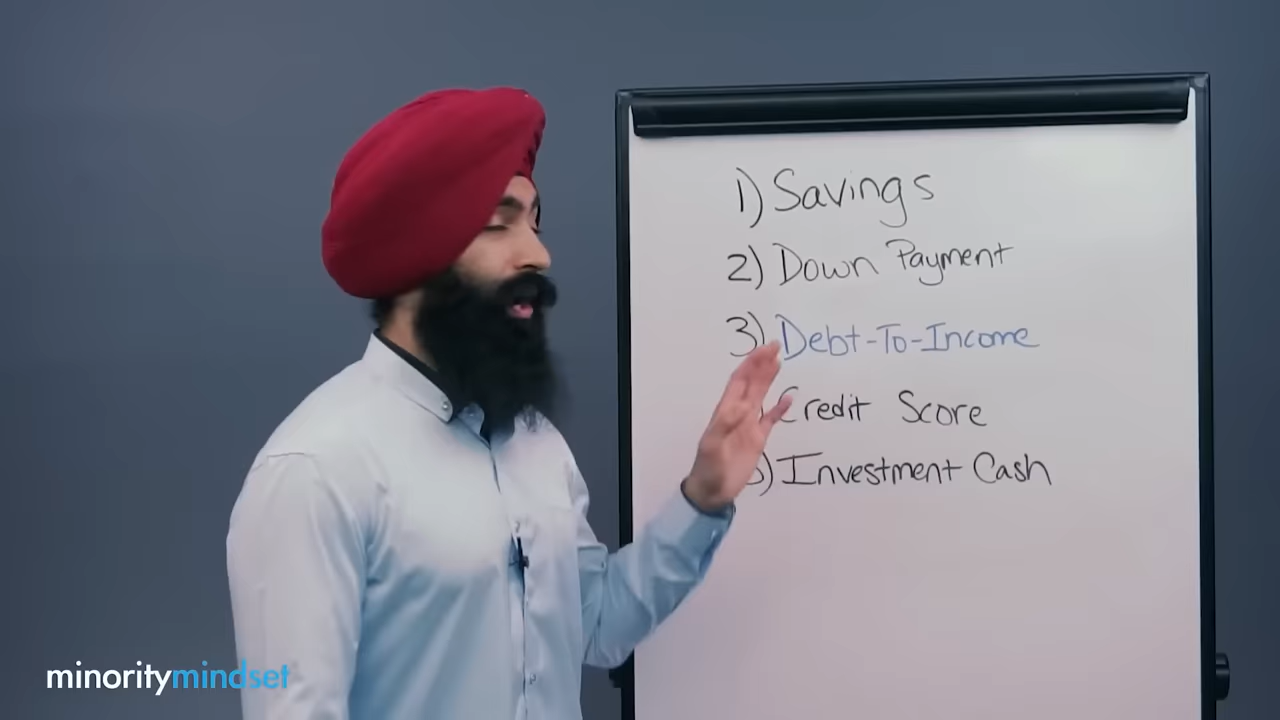 1) Savings
2) Down Payment
3) Debt-To-Income
Credit Score
) Investment Cash
minoritymindset